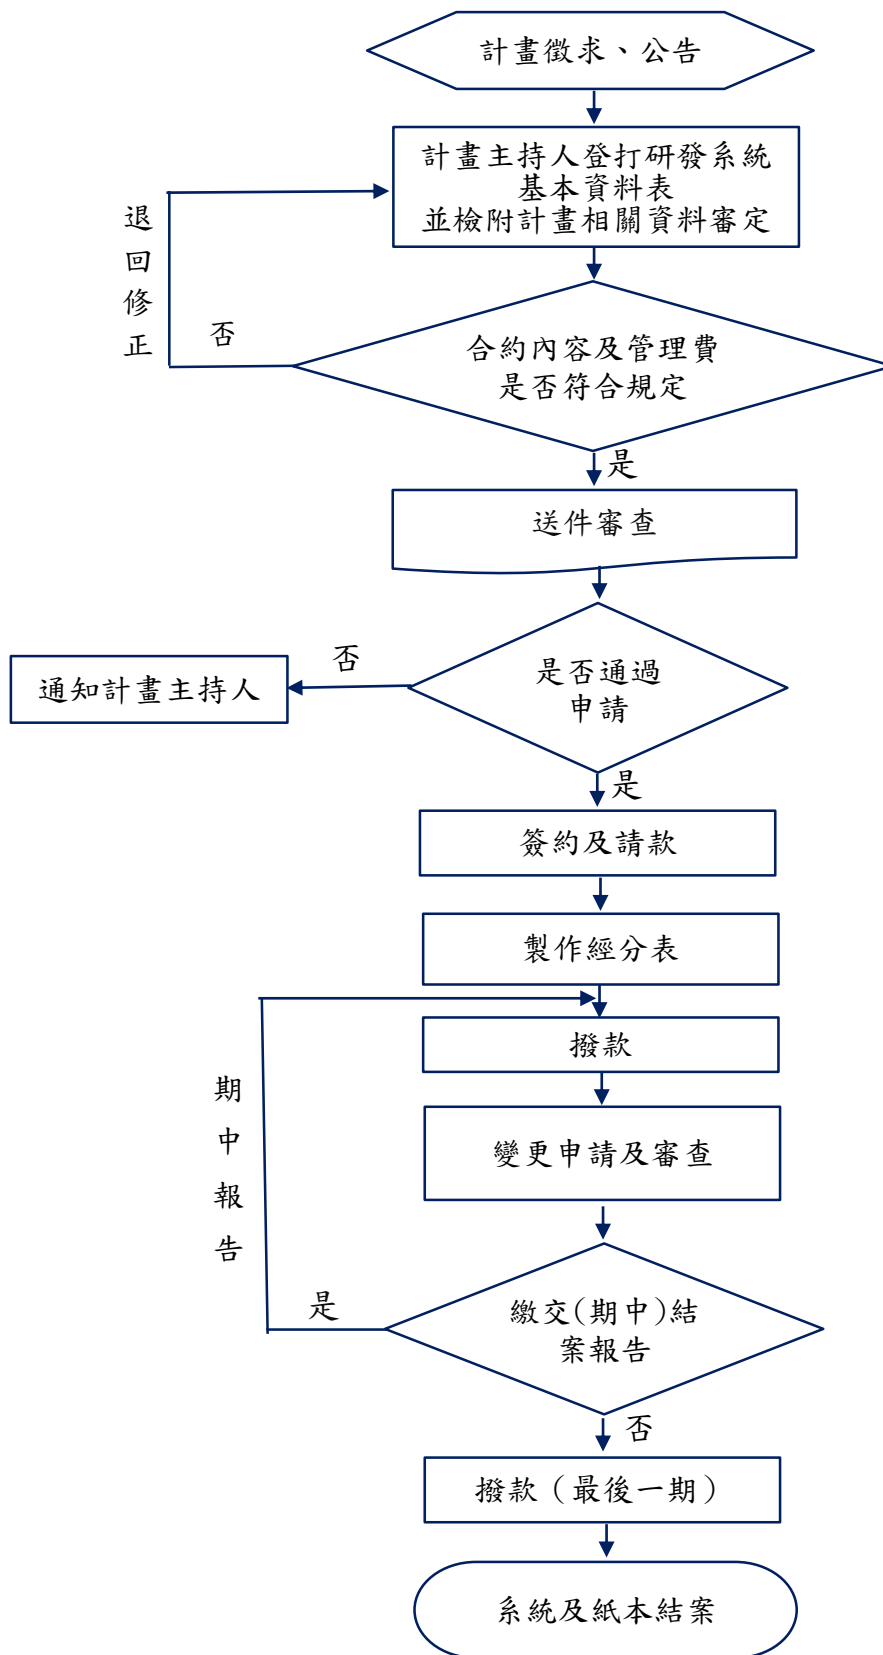 計畫徵求、公告
計畫主持人登打研發系統
基本資料表
並檢附計畫相關資料審定
退回修正
否
合約內容及管理費
是否符合規定
是
送件審查
否
是否通過
申請
通知計畫主持人
是
簽約及請款
製作經分表
撥款
期中報告
變更申請及審查
是
繳交(期中)結
案報告
否
撥款（最後一期）
系統及紙本結案